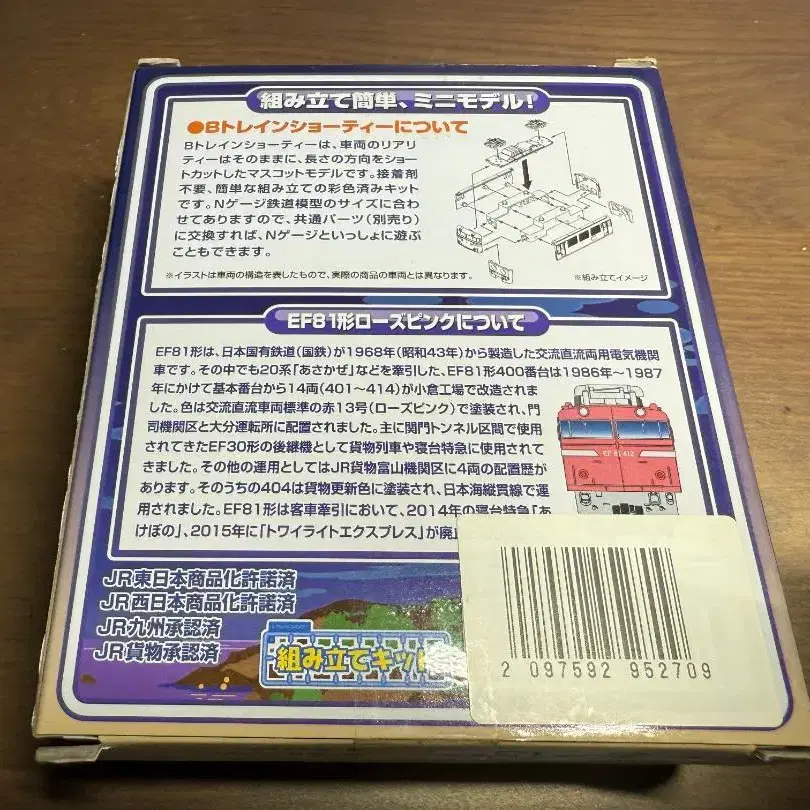 組み立て簡単、ミニモデル!
●Bトレインショーティーについて
Bトレインショーティーは、車両のリアリ
ティーはそのままに、長さの方向をショー
トカットしたマスコットモデルです。接着剤
不要、簡単な組み立ての彩色済みキット
です。Nゲージ鉄道模型のサイズに合わ
せてありますので、共通パーツ(別売り)
に交換すれば、Nゲージといっしょに遊ぶ
こともできます。
※イラストは車両の構造を表したもので、実際の商品の車両とは異なります。
※組み立てイメージ
EF81形ローズピンクについて
EF81形は、日本国有鉄道(国鉄)が1968年(昭和43年)から製造した交流直流両用電気機関
車です。その中でも20系「あさかぜ」などを牽引した、EF81形400番台は1986年~1987
年にかけて基本番台から14両(401~414)が小倉工場で改造されま
した。色は交流直流車両標準の赤13号(ローズピンク)で塗装され、門
司機関区と大分運転所に配置されました。主に関門トンネル区間で使用
されてきたEF30形の後継機として貨物列車や寝台特急に使用されて
きました。その他の運用としてはJR貨物富山機関区に4両の配置歴が
あります。そのうちの404は貨物更新色に塗装され、日本海縦貫線で運
用されました。EF81形は客車牽引において、2014年の寝台特急「あ
けぼの」、2015年に「トワイライトエクスプレス」が廃
EF 81 412
JR東日本商品化許諾済
JR西日本商品化許諾済
JR九州承認済
JR貨物承認済
組み立てキット
2 097592 952709